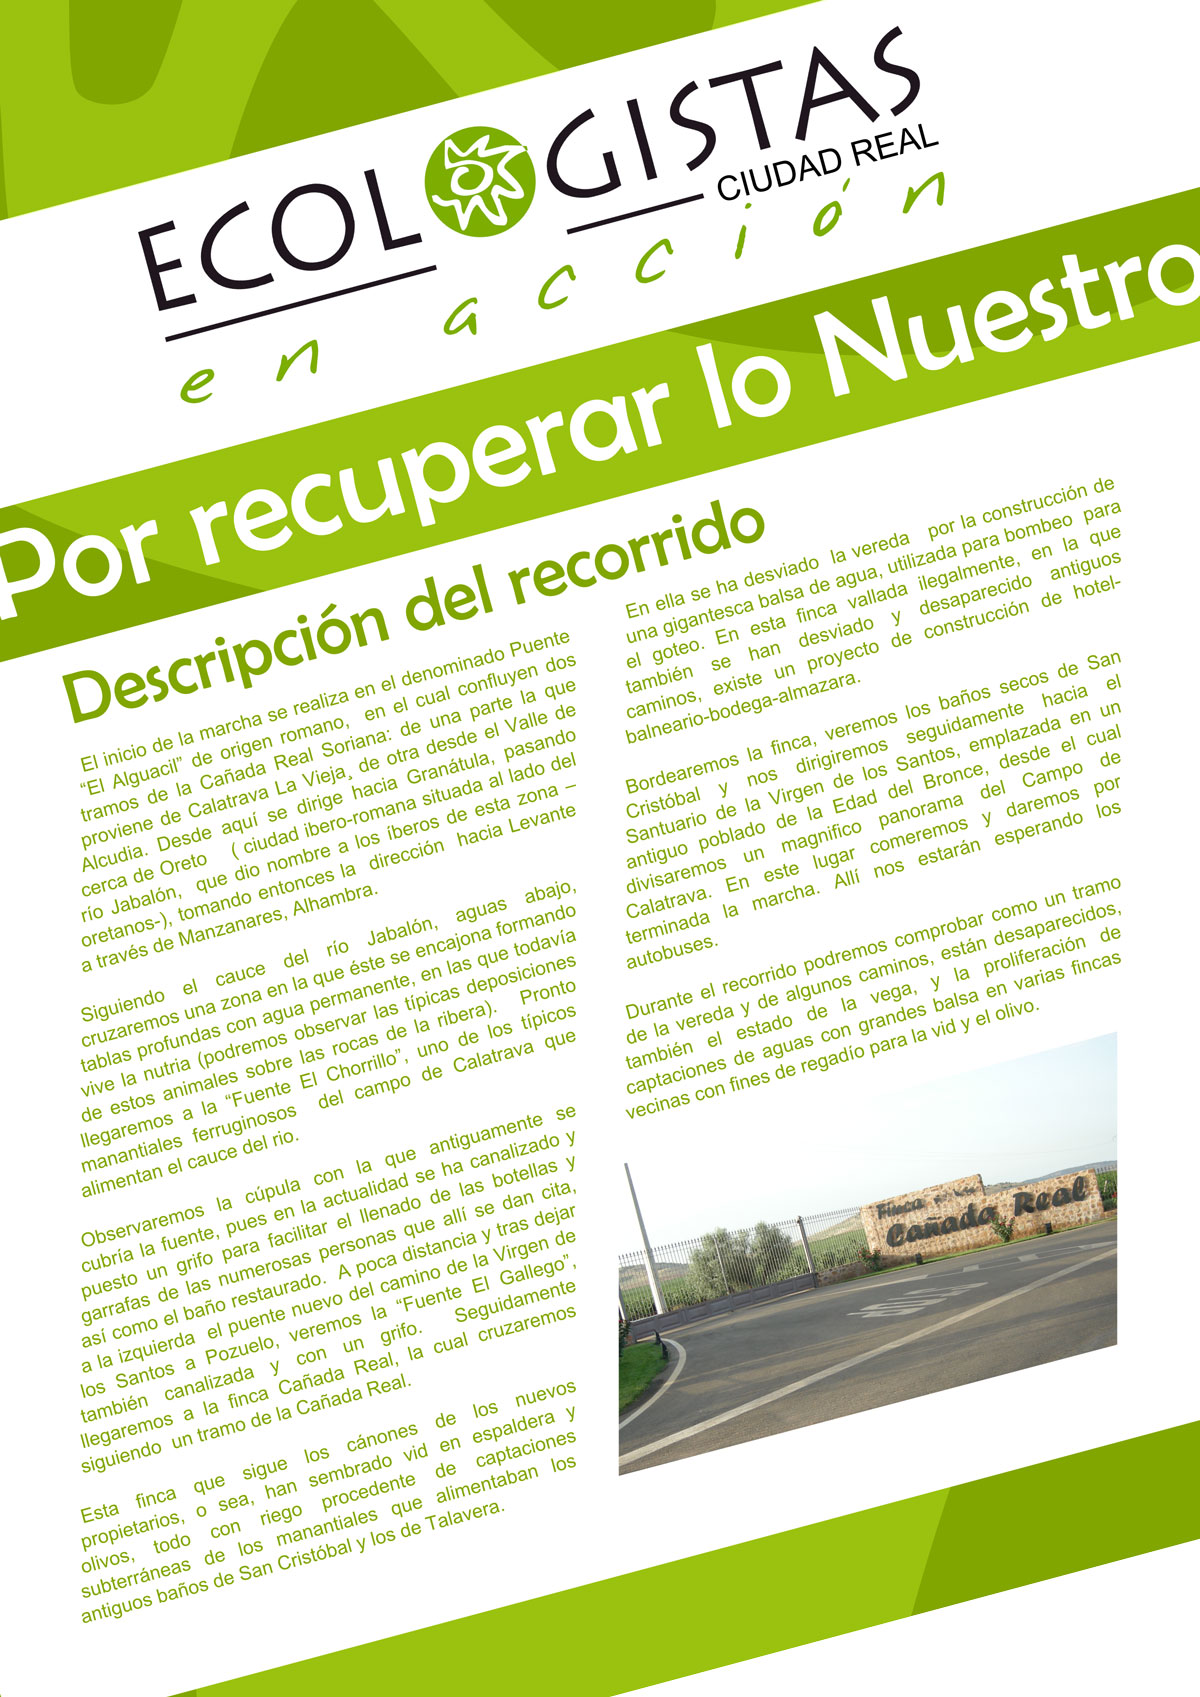 ECOLOGISTAS
CIUDAD REAL
en acción
Por recuperar lo Nuestro
Descripción del recorrido
El inicio de la marcha se realiza en el denominado Puente
“El Alguacil” de origen romano, en el cual confluyen dos
tramos de la Cañada Real Soriana: de una parte la que
proviene de Calatrava La Vieja¸ de otra desde el Valle de
Alcudia. Desde aquí se dirige hacia Granátula, pasando
cerca de Oreto ( ciudad ibero-romana situada al lado del
río Jabalón, que dio nombre a los íberos de esta zona –
oretanos-), tomando entonces la dirección hacia Levante
a través de Manzanares, Alhambra.
Siguiendo el cauce del río Jabalón, aguas abajo,
cruzaremos una zona en la que éste se encajona formando
tablas profundas con agua permanente, en las que todavía
vive la nutria (podremos observar las típicas deposiciones
de estos animales sobre las rocas de la ribera). Pronto
llegaremos a la “Fuente El Chorrillo”, uno de los típicos
manantiales ferruginosos del campo de Calatrava que
alimentan el cauce del rio.
Observaremos la cúpula con la que antiguamente se
cubría la fuente, pues en la actualidad se ha canalizado y
puesto un grifo para facilitar el llenado de las botellas y
garrafas de las numerosas personas que allí se dan cita,
así como el baño restaurado. A poca distancia y tras dejar
a la izquierda el puente nuevo del camino de la Virgen de
los Santos a Pozuelo, veremos la “Fuente El Gallego”,
también canalizada y con un grifo. Seguidamente
llegaremos a la finca Cañada Real, la cual cruzaremos
siguiendo un tramo de la Cañada Real.
Esta finca que sigue los cánones de los nuevos
propietarios, o sea, han sembrado vid en espaldera y
olivos, todo con riego procedente de captaciones
subterráneas de los manantiales que alimentaban los
antiguos baños de San Cristóbal y los de Talavera.
En ella se ha desviado la vereda por la construcción de
una gigantesca balsa de agua, utilizada para bombeo para
el goteo. En esta finca vallada ilegalmente, en la que
también se han desviado y desaparecido antiguos
caminos, existe un proyecto de construcción de hotel-
balneario-bodega-almazara.
Bordearemos la finca, veremos los baños secos de San
Cristóbal y nos dirigiremos seguidamente hacia el
Santuario de la Virgen de los Santos, emplazada en un
antiguo poblado de la Edad del Bronce, desde el cual
divisaremos un magnifico panorama del Campo de
Calatrava. En este lugar comeremos y daremos por
terminada la marcha. Allí nos estarán esperando los
autobuses.
Durante el recorrido podremos comprobar como un tramo
de la vereda y de algunos caminos, están desaparecidos,
también el estado de la vega, y la proliferación de
captaciones de aguas con grandes balsa en varias fincas
vecinas con fines de regadío para la vid y el olivo.
Finca
Cañada Real